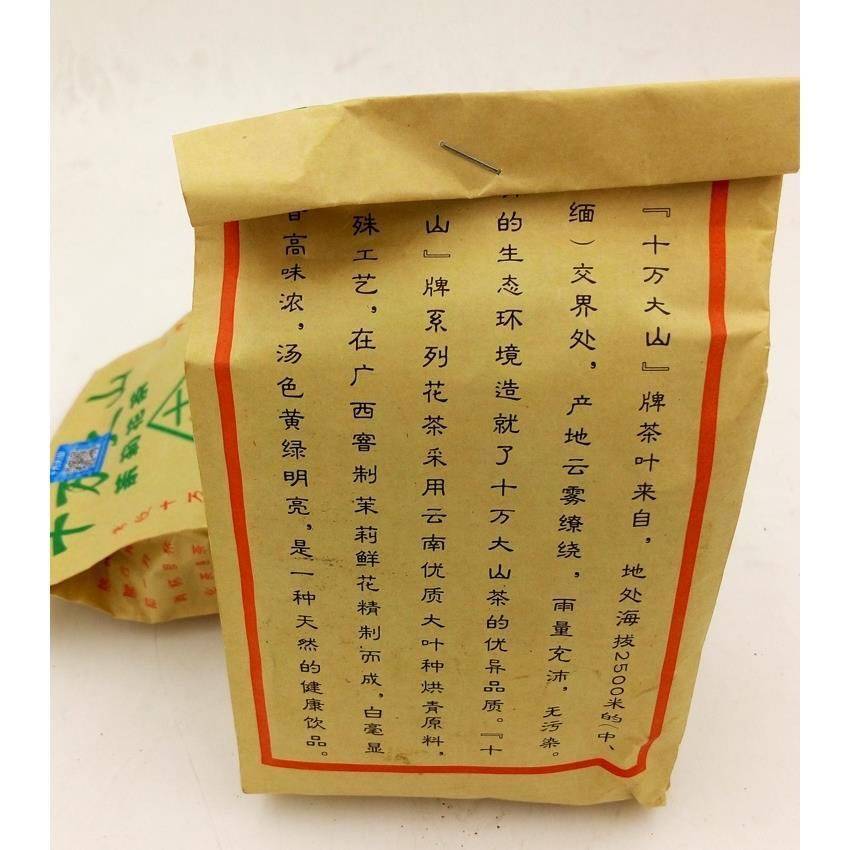 『十万大山』牌茶叶来自，地处海拔2500米的（中、
缅）交界处，产地云雾缭绕，雨量充沛，无污染。
的生态环境造就了十万大山茶的优异品质。『十
山』牌系列花茶采用云南优质大叶种烘青原料，
殊工艺，在广西窨制茉莉鲜花精制而成，白毫显
高味浓，汤色黄绿明亮，是一种天然的健康饮品。
山
茶
十万